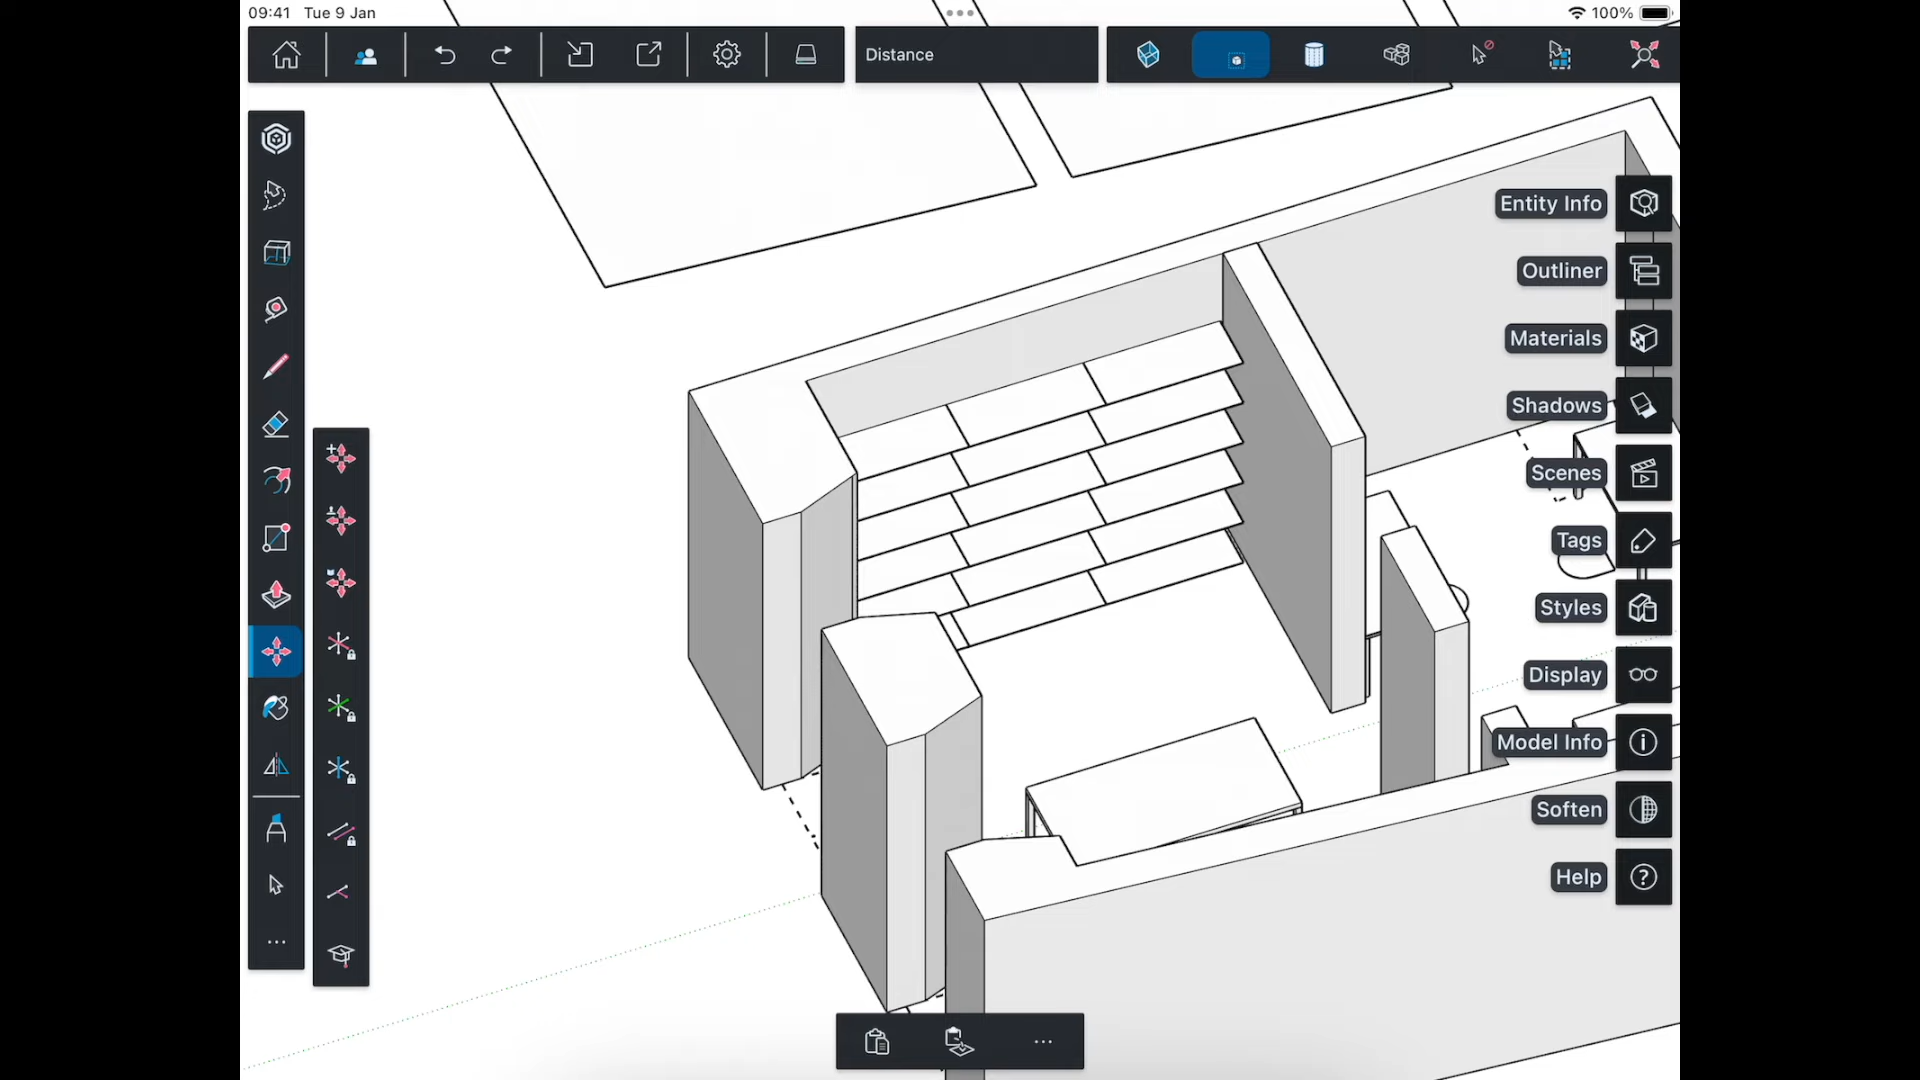 09:41 Tue 9 Jan
100%
Distance
Entity Info
Outliner
Materials
Shadows
Scenes
Tags
Styles
Display
Model Info
Soften
Help